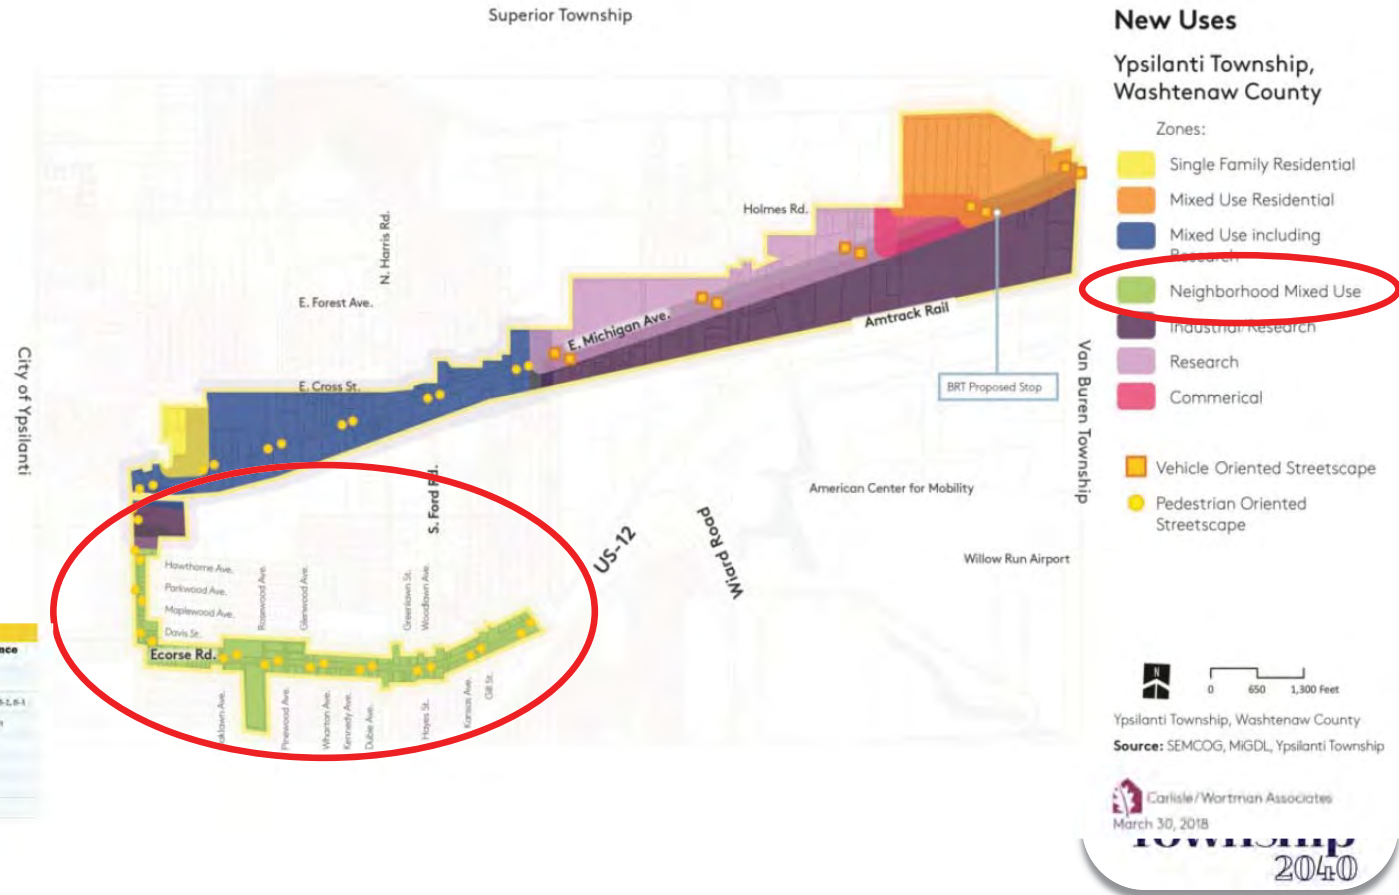 Superior Township
New Uses
Ypsilanti Township,
Washtenaw County
Zones:
Single Family Residential
Mixed Use Residential
Mixed Use including
Research
Neighborhood Mixed Use
Industrial Research
Research
Commerical
Vehicle Oriented Streetscape
Pedestrian Oriented
Streetscape
Holmes Rd.
N. Harris Rd.
E. Forest Ave.
E. Michigan Ave.
Amtrack Rail
E. Cross St.
BRT Proposed Stop
City of Ypsilanti
Van Buren Township
S. Ford Rd.
American Center for Mobility
US-12
Wiard Road
Willow Run Airport
Hawthorne Ave.
Parkwood Ave.
Maplewood Ave.
Davis St.
Rosewood Ave.
Glenwood Ave.
Greenlawn St.
Woodlawn Ave.
Ecorse Rd.
Pinewood Ave.
Wharton Ave.
Kennedy Ave.
Dubie Ave.
Hayes St.
Kansas Ave.
Gill St.
N
0 650 1,300 Feet
Ypsilanti Township, Washtenaw County
Source: SEMCOG, MiGDL, Ypsilanti Township
Carlisle/Wortman Associates
March 30, 2018
Township
2040